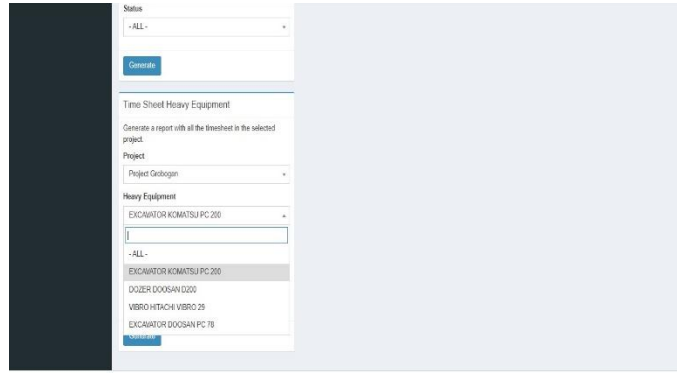 Status
- ALL -
Generate
Time Sheet Heavy Equipment
Generate a report with all the timesheet in the selected
project.
Project
Project Grobogan
Heavy Equipment
EXCAVATOR KOMATSU PC 200
- ALL -
EXCAVATOR KOMATSU PC 200
DOZER DOOSAN D200
VIBRO HITACHI VIBRO 29
EXCAVATOR DOOSAN PC 78
Generate